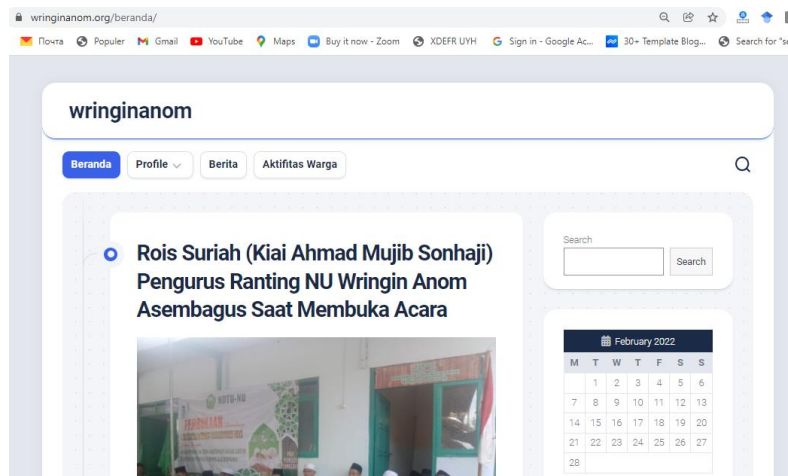 wringinanom.org/beranda/
Почта Populer Gmail YouTube Maps Buy it now - Zoom XDEFR UYH Sign in - Google Ac... 30+ Template Blog... Search for "se
wringinanom
Beranda Profile Berita Aktifitas Warga
Rois Suriah (Kiai Ahmad Mujib Sonhaji)
Pengurus Ranting NU Wringin Anom
Asembagus Saat Membuka Acara
Search
Search
February 2022
M T W T F S S
1 2 3 4 5 6
7 8 9 10 11 12 13
14 15 16 17 18 19 20
21 22 23 24 25 26 27
28